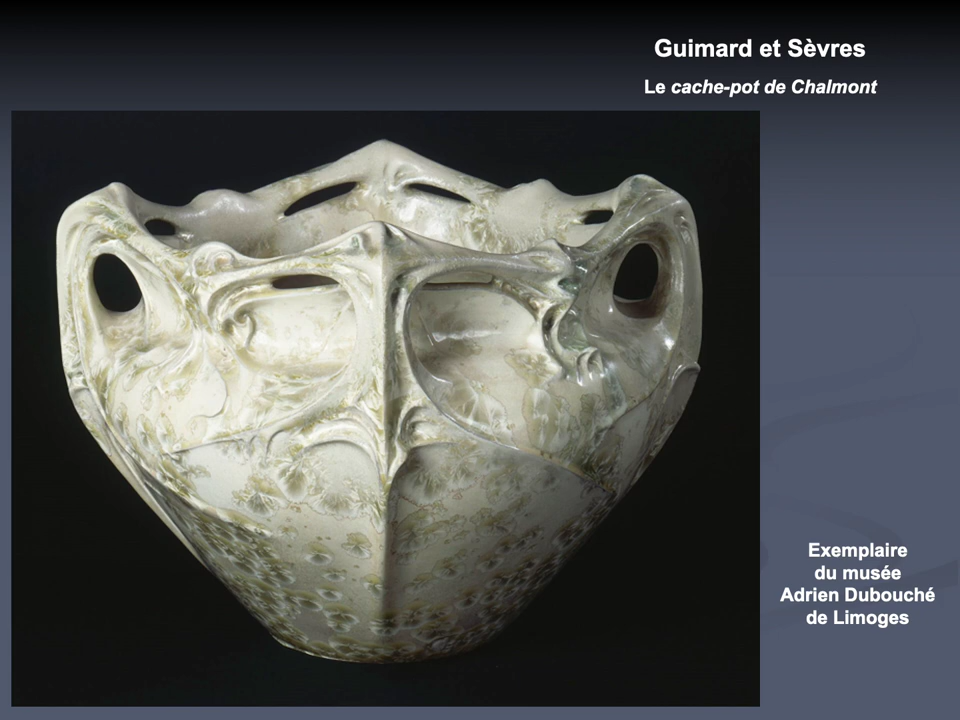 Guimard et Sèvres
Le cache-pot de Chalmont
Exemplaire
du musée
Adrien Dubouché
de Limoges